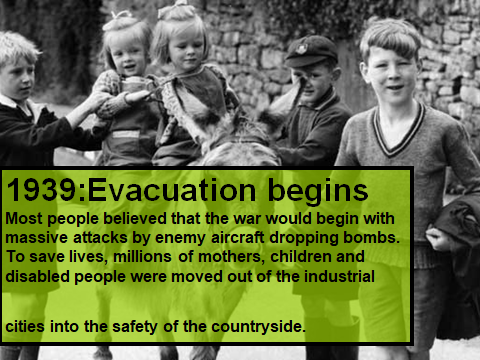 1939:Evacuation begins
Most people believed that the war would begin with
massive attacks by enemy aircraft dropping bombs.
To save lives, millions of mothers, children and
disabled people were moved out of the industrial
cities into the safety of the countryside.